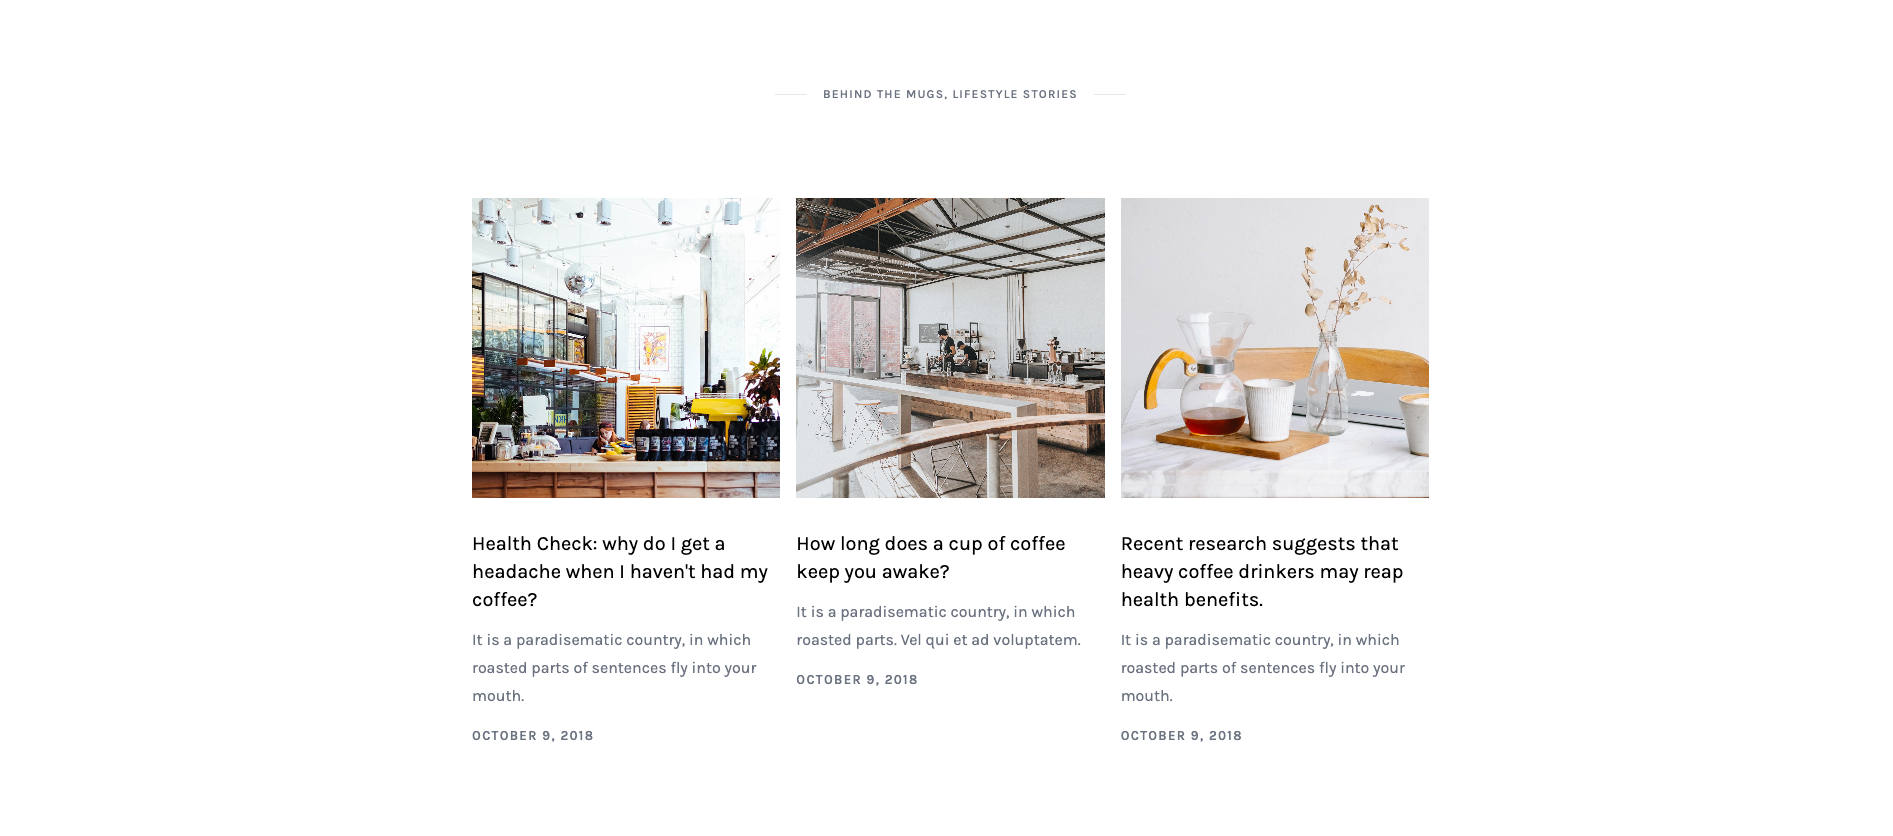 BEHIND THE MUGS, LIFESTYLE STORIES
Health Check: why do I get a
headache when I haven't had my
coffee?
It is a paradisematic country, in which
roasted parts of sentences fly into your
mouth.
OCTOBER 9, 2018
How long does a cup of coffee
keep you awake?
It is a paradisematic country, in which
roasted parts. Vel qui et ad voluptatem.
OCTOBER 9, 2018
Recent research suggests that
heavy coffee drinkers may reap
health benefits.
It is a paradisematic country, in which
roasted parts of sentences fly into your
mouth.
OCTOBER 9, 2018